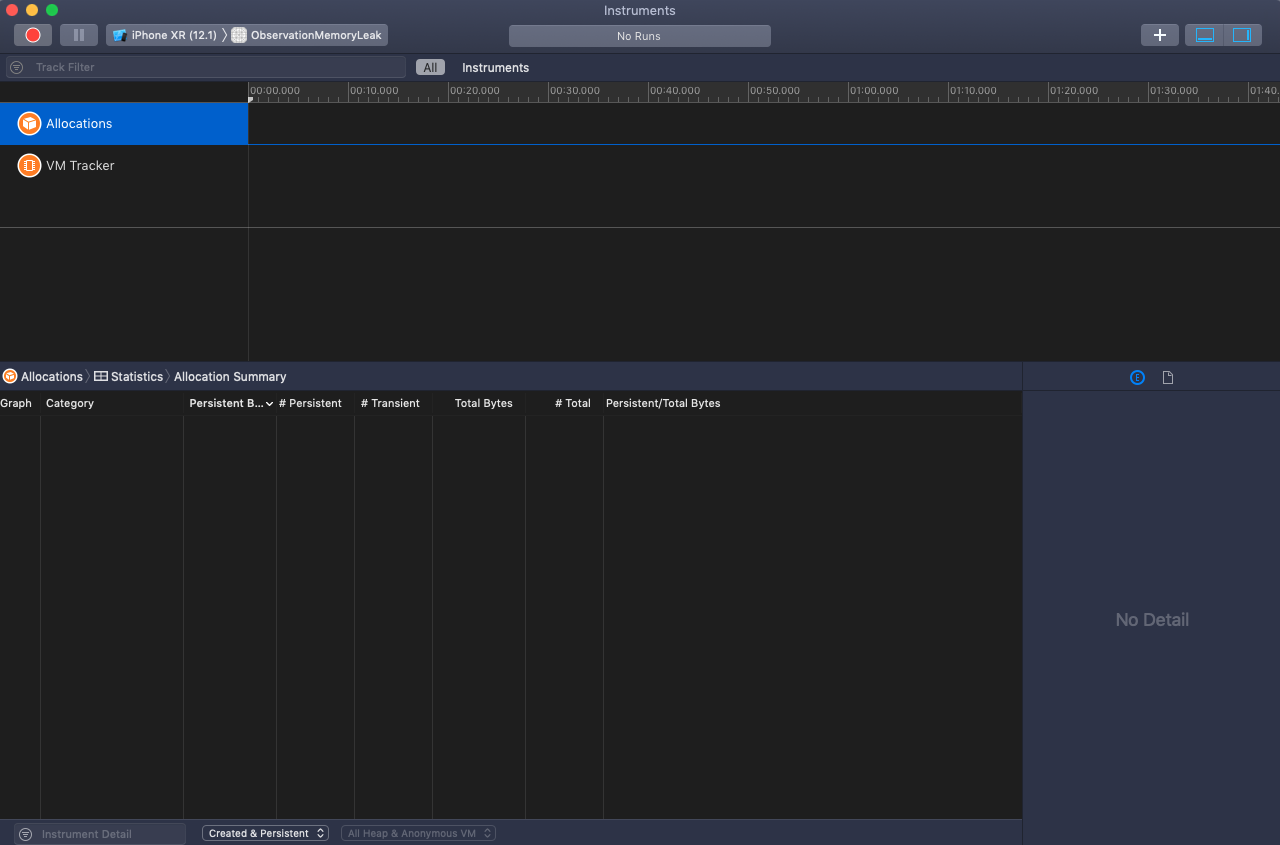 Instruments
iPhone XR (12.1) ObservationMemoryLeak
No Runs
Track Filter
All Instruments
00:00.000 00:10.000 00:20.000 00:30.000 00:40.000 00:50.000 01:00.000 01:10.000 01:20.000 01:30.000 01:40.
Allocations
VM Tracker
Allocations Statistics Allocation Summary
E
Graph Category Persistent B... # Persistent # Transient Total Bytes # Total Persistent/Total Bytes
No Detail
Instrument Detail Created & Persistent All Heap & Anonymous VM